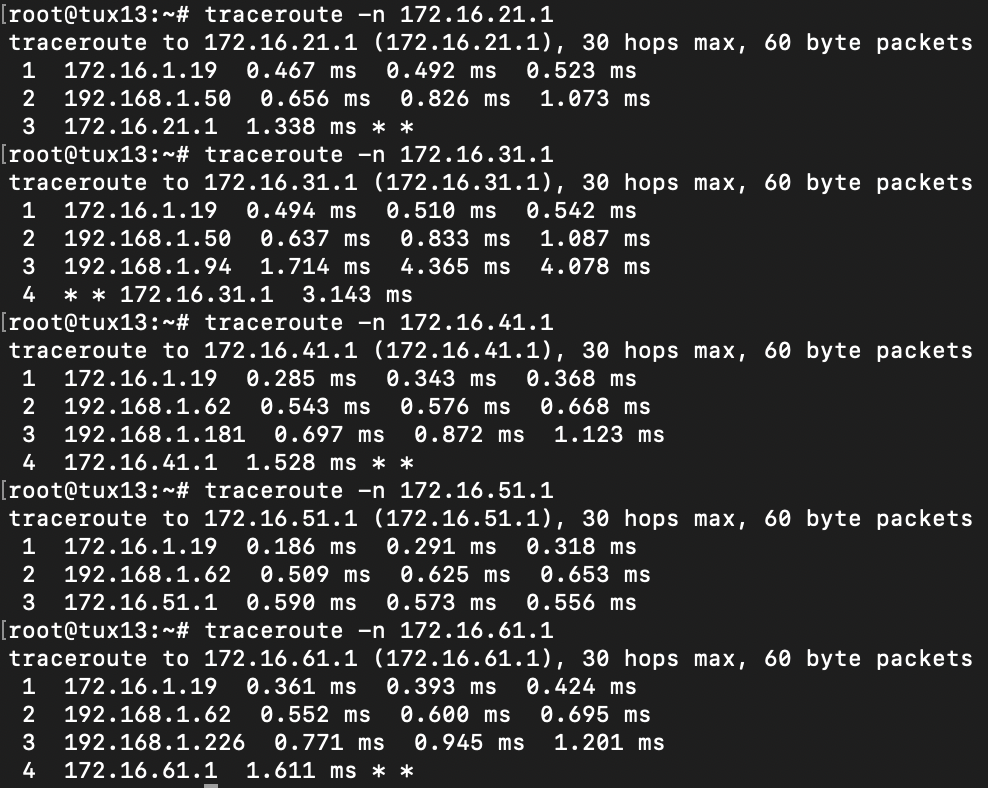 [root@tux13:~# traceroute -n 172.16.21.1
traceroute to 172.16.21.1 (172.16.21.1), 30 hops max, 60 byte packets
 1  172.16.1.19  0.467 ms  0.492 ms  0.523 ms
 2  192.168.1.50  0.656 ms  0.826 ms  1.073 ms
 3  172.16.21.1  1.338 ms * *
[root@tux13:~# traceroute -n 172.16.31.1
traceroute to 172.16.31.1 (172.16.31.1), 30 hops max, 60 byte packets
 1  172.16.1.19  0.494 ms  0.510 ms  0.542 ms
 2  192.168.1.50  0.637 ms  0.833 ms  1.087 ms
 3  192.168.1.94  1.714 ms  4.365 ms  4.078 ms
 4  * * 172.16.31.1  3.143 ms
[root@tux13:~# traceroute -n 172.16.41.1
traceroute to 172.16.41.1 (172.16.41.1), 30 hops max, 60 byte packets
 1  172.16.1.19  0.285 ms  0.343 ms  0.368 ms
 2  192.168.1.62  0.543 ms  0.576 ms  0.668 ms
 3  192.168.1.181  0.697 ms  0.872 ms  1.123 ms
 4  172.16.41.1  1.528 ms * *
[root@tux13:~# traceroute -n 172.16.51.1
traceroute to 172.16.51.1 (172.16.51.1), 30 hops max, 60 byte packets
 1  172.16.1.19  0.186 ms  0.291 ms  0.318 ms
 2  192.168.1.62  0.509 ms  0.625 ms  0.653 ms
 3  172.16.51.1  0.590 ms  0.573 ms  0.556 ms
[root@tux13:~# traceroute -n 172.16.61.1
traceroute to 172.16.61.1 (172.16.61.1), 30 hops max, 60 byte packets
 1  172.16.1.19  0.361 ms  0.393 ms  0.424 ms
 2  192.168.1.62  0.552 ms  0.600 ms  0.695 ms
 3  192.168.1.226  0.771 ms  0.945 ms  1.201 ms
 4  172.16.61.1  1.611 ms * *